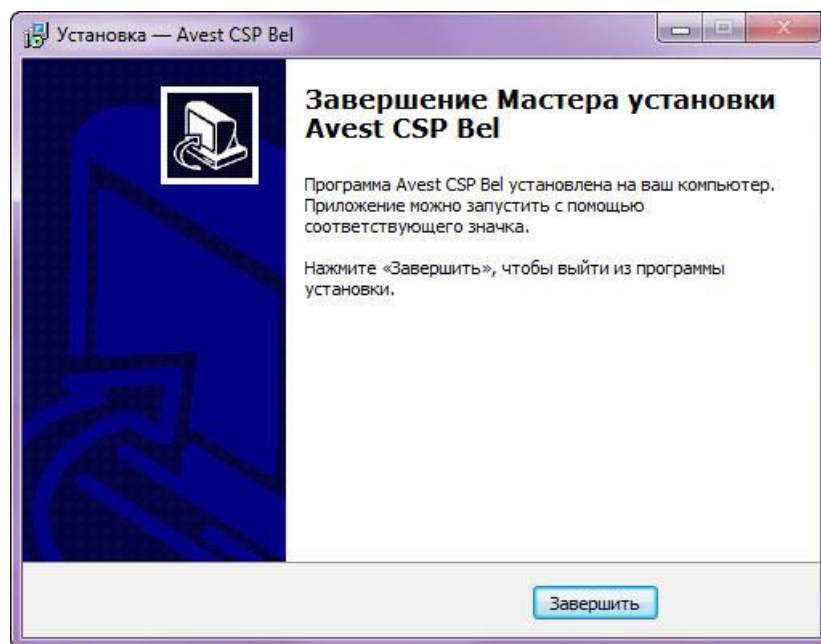 Установка — Avest CSP Bel
Завершение Мастера установки
Avest CSP Bel
Программа Avest CSP Bel установлена на ваш компьютер.
Приложение можно запустить с помощью
соответствующего значка.
Нажмите «Завершить», чтобы выйти из программы
установки.
Завершить